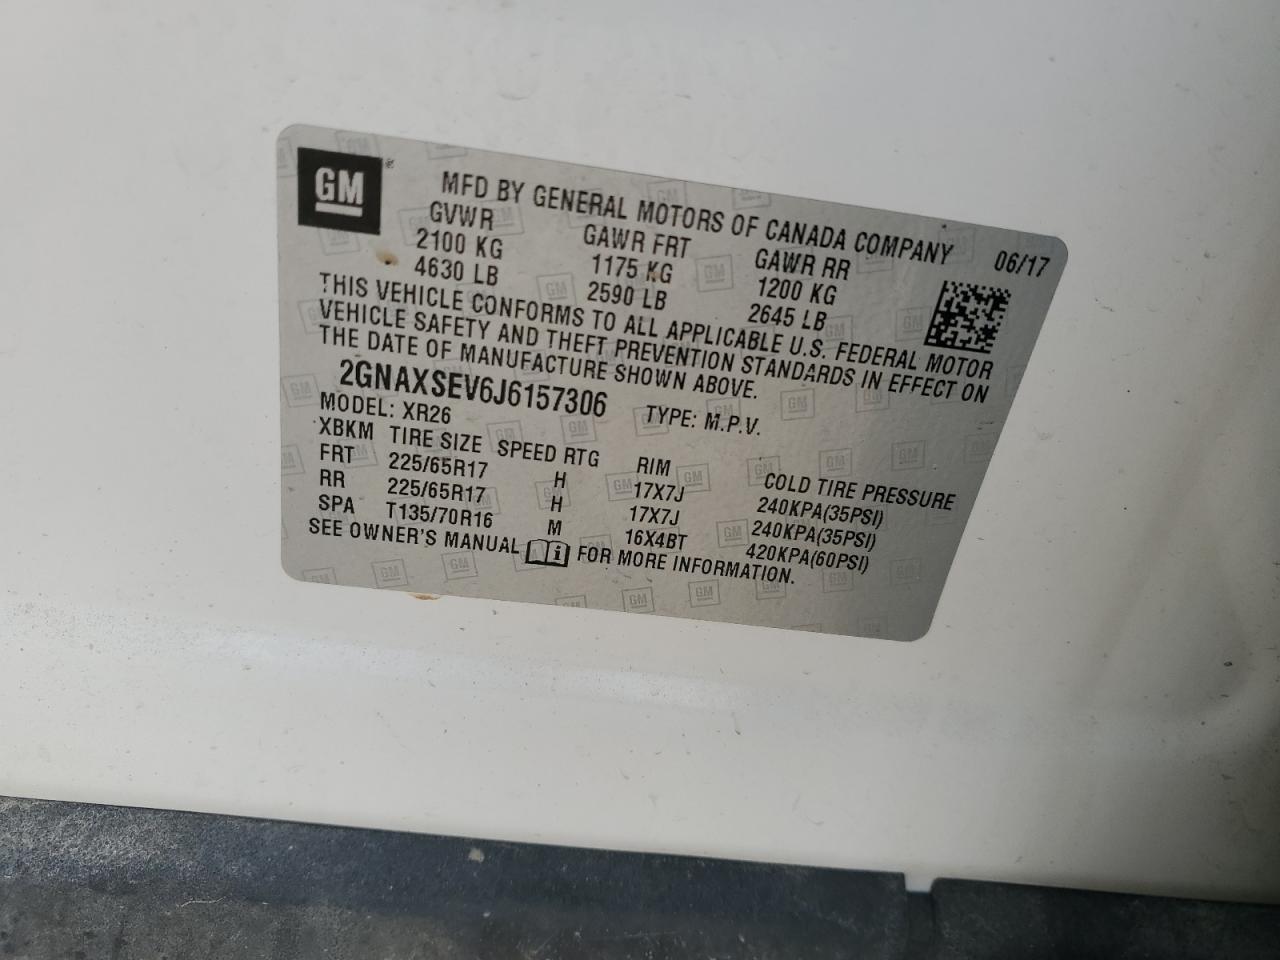 GM
MFD BY GENERAL MOTORS OF CANADA COMPANY 06/17
GVWR GAWR FRT GAWR RR
2100 KG 1175 KG 1200 KG
4630 LB 2590 LB 2645 LB
THIS VEHICLE CONFORMS TO ALL APPLICABLE U.S. FEDERAL MOTOR
VEHICLE SAFETY AND THEFT PREVENTION STANDARDS IN EFFECT ON
THE DATE OF MANUFACTURE SHOWN ABOVE.
2GNAXSEV6J6157306 TYPE: M.P.V.
MODEL: XR26
XBKM TIRE SIZE SPEED RTG RIM COLD TIRE PRESSURE
FRT 225/65R17 H 17X7J 240KPA(35PSI)
RR 225/65R17 H 17X7J 240KPA(35PSI)
SPA T135/70R16 M 16X4BT 420KPA(60PSI)
SEE OWNER'S MANUAL FOR MORE INFORMATION.